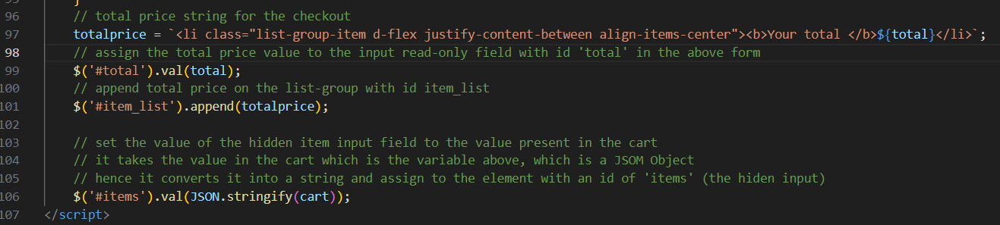 95 }
96 // total price string for the checkout
97 totalprice = `<li class="list-group-item d-flex justify-content-between align-items-center"><b>Your total </b>${total}</li>`;
98 // assign the total price value to the input read-only field with id 'total' in the above form
99 $('#total').val(total);
100 // append total price on the list-group with id item_list
101 $('#item_list').append(totalprice);
102
103 // set the value of the hidden item input field to the value present in the cart
104 // it takes the value in the cart which is the variable above, which is a JSOM Object
105 // hence it converts it into a string and assign to the element with an id of 'items' (the hiden input)
106 $('#items').val(JSON.stringify(cart));
107 </script>